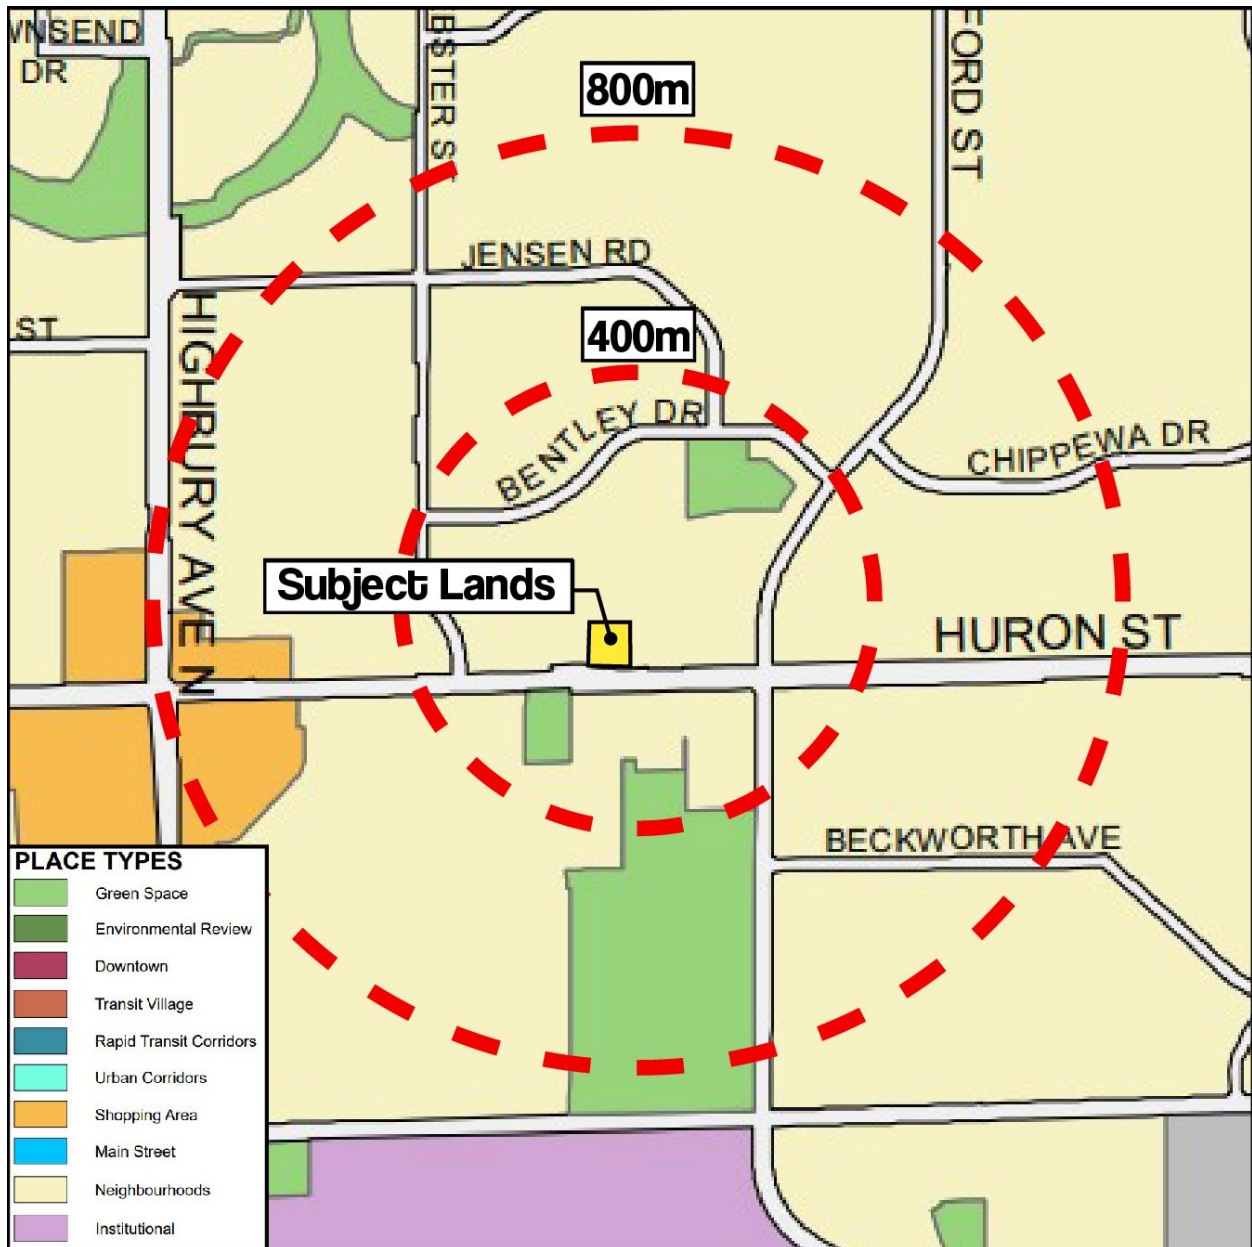 WNSEND
DR
BSTER S
FORD ST
800m
JENSEN RD
ST
HIGHBURY AVE N
400m
BENTLEY DR
CHIPPEWA DR
Subject Lands
HURON ST
BECKWORTH AVE
PLACE TYPES
Green Space
Environmental Review
Downtown
Transit Village
Rapid Transit Corridors
Urban Corridors
Shopping Area
Main Street
Neighbourhoods
Institutional